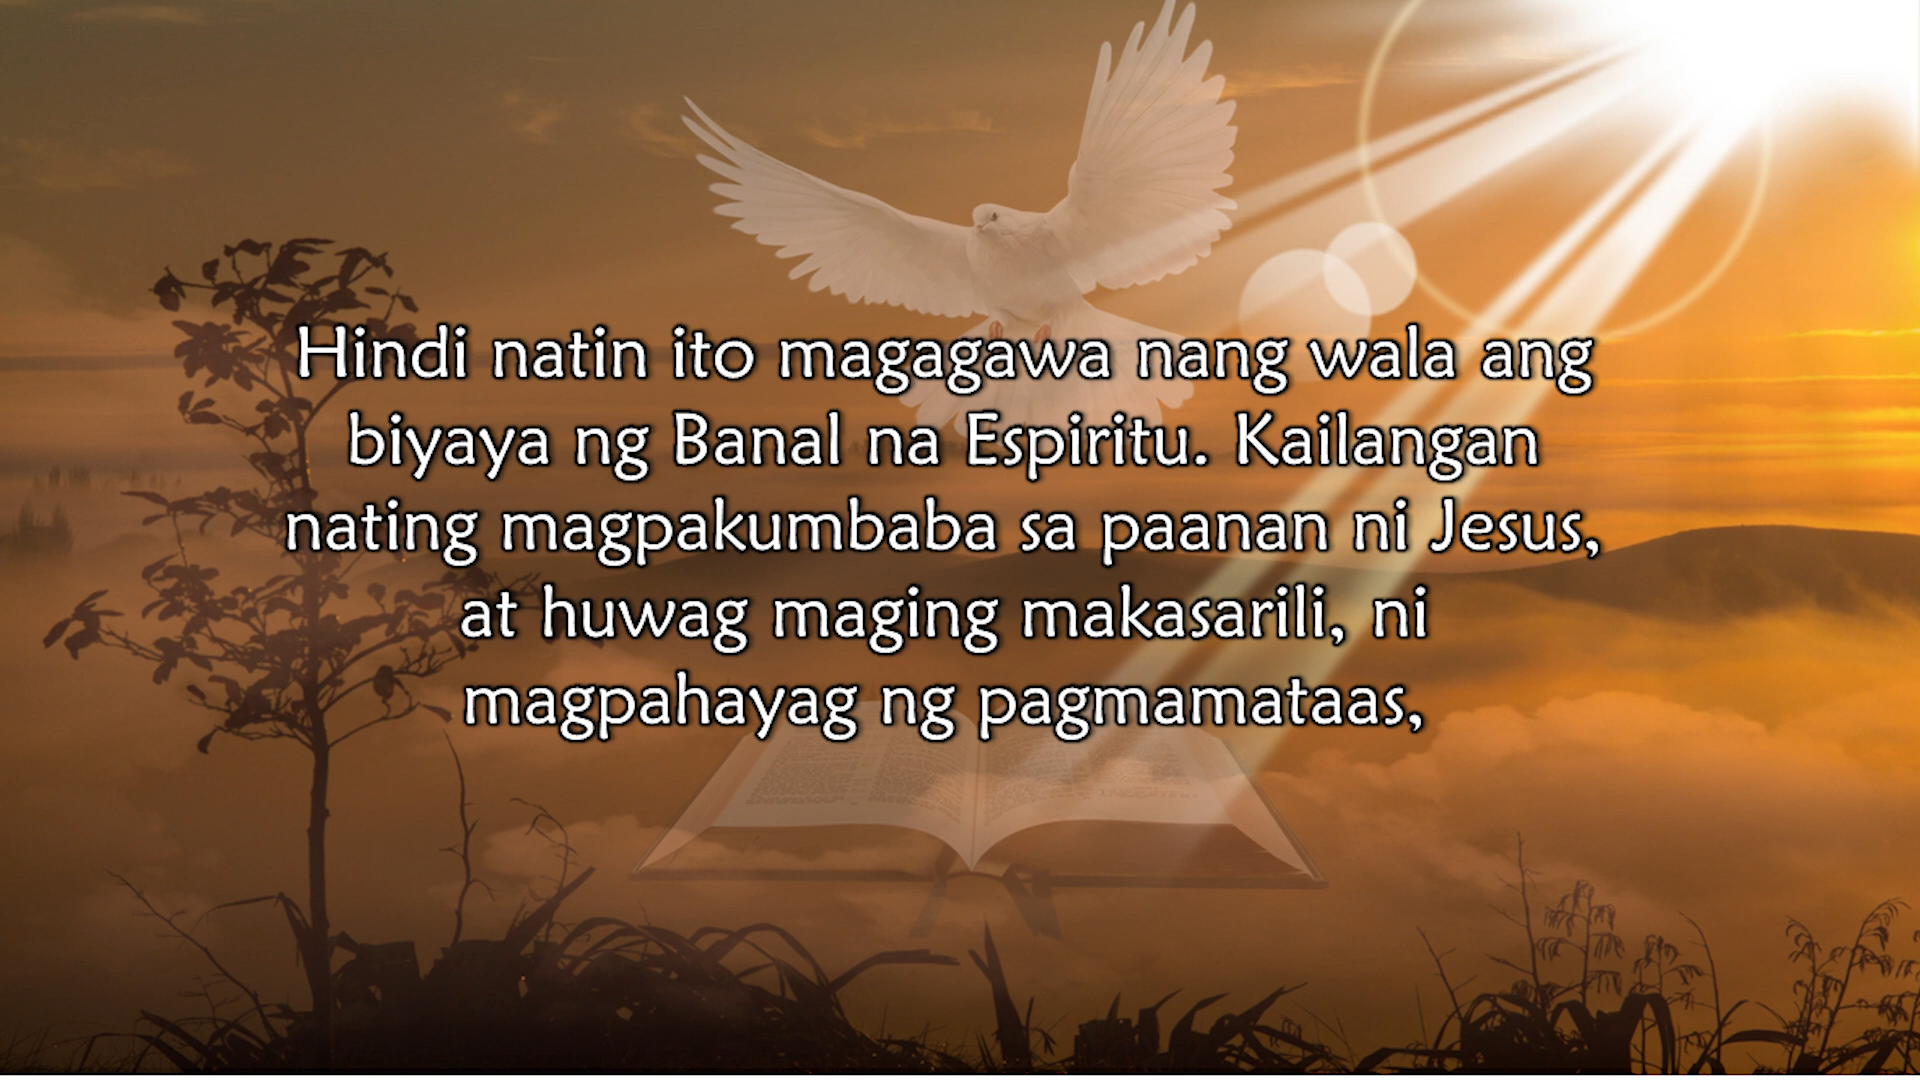 Hindi natin ito magagawa nang wala ang
biyaya ng Banal na Espiritu. Kailangan
nating magpakumbaba sa paanan ni Jesus,
at huwag maging makasarili, ni
magpahayag ng pagmamataas,